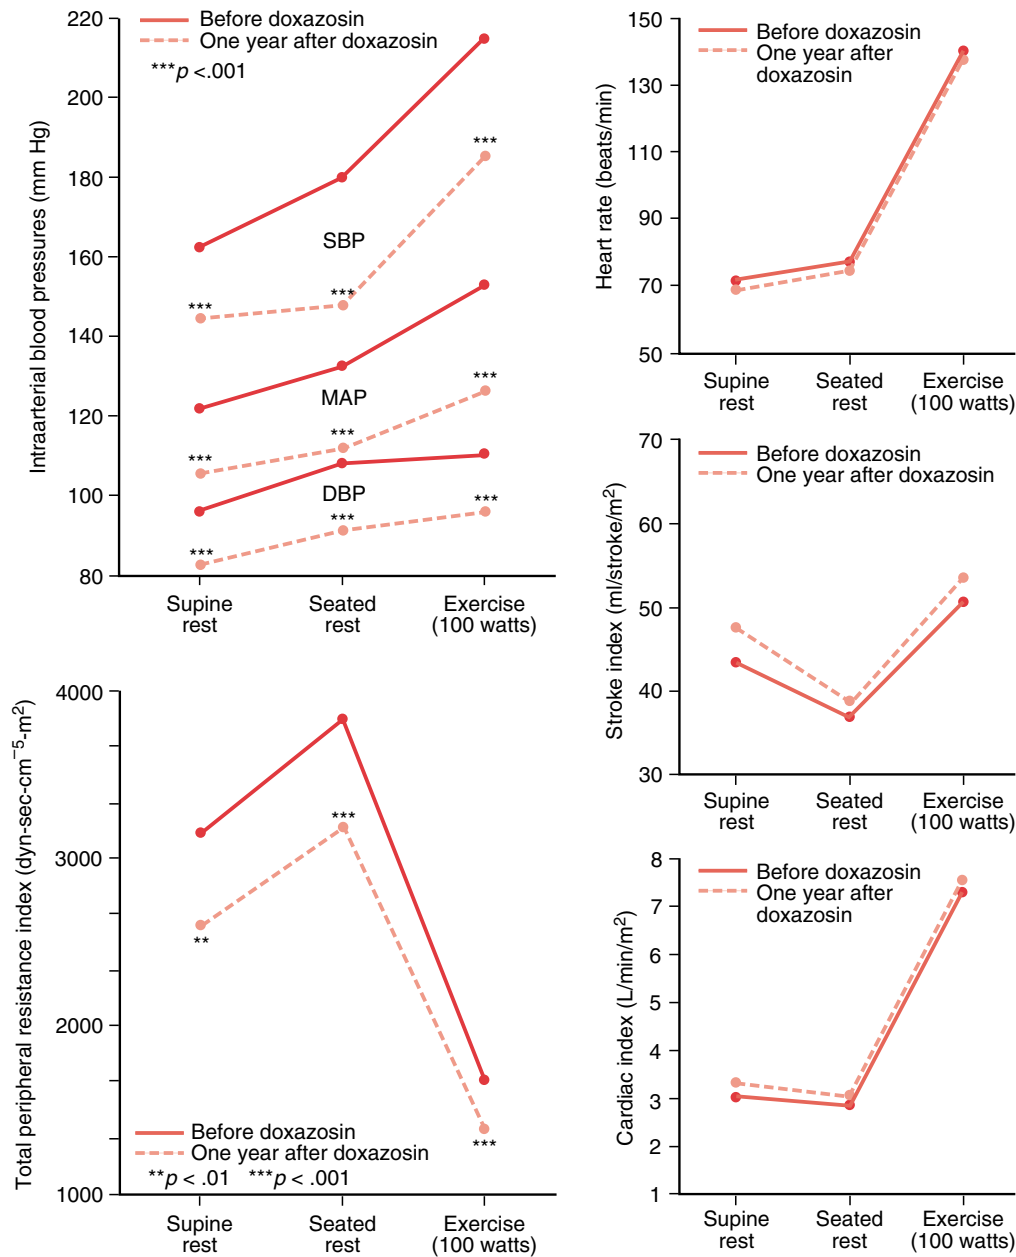 Intraarterial blood pressures (mm Hg)
220
200
180
160
140
120
100
80
Before doxazosin
One year after doxazosin
***p <.001
***
SBP
***
***
***
MAP
***
***
DBP
***
***
***
Supine rest
Seated rest
Exercise (100 watts)
Heart rate (beats/min)
150
130
110
90
70
50
Before doxazosin
One year after
doxazosin
Supine rest
Seated rest
Exercise (100 watts)
Stroke index (ml/stroke/m²)
70
60
50
40
30
Before doxazosin
One year after doxazosin
Supine rest
Seated rest
Exercise (100 watts)
Total peripheral resistance index (dyn-sec-cm⁻⁵-m²)
4000
3000
2000
1000
***
**
***
Before doxazosin
One year after doxazosin
**p < .01 ***p < .001
Supine rest
Seated rest
Exercise (100 watts)
Cardiac index (L/min/m²)
8
7
6
5
4
3
2
1
Before doxazosin
One year after
doxazosin
Supine rest
Seated rest
Exercise (100 watts)